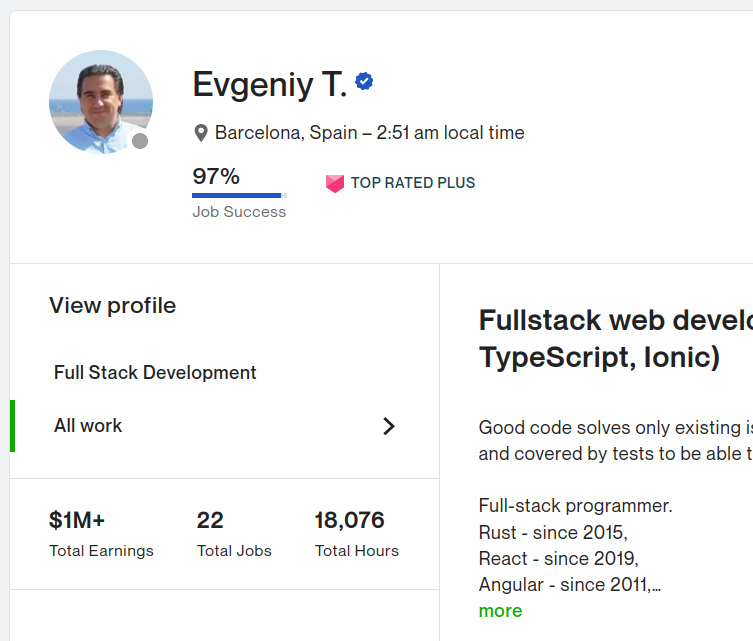 Evgeniy T.
Barcelona, Spain – 2:51 am local time
97%
Job Success
TOP RATED PLUS
View profile
Full Stack Development
All work
$1M+
Total Earnings
22
Total Jobs
18,076
Total Hours
Fullstack web develo
TypeScript, Ionic)
Good code solves only existing is
and covered by tests to be able t
Full-stack programmer.
Rust - since 2015,
React - since 2019,
Angular - since 2011,...
more